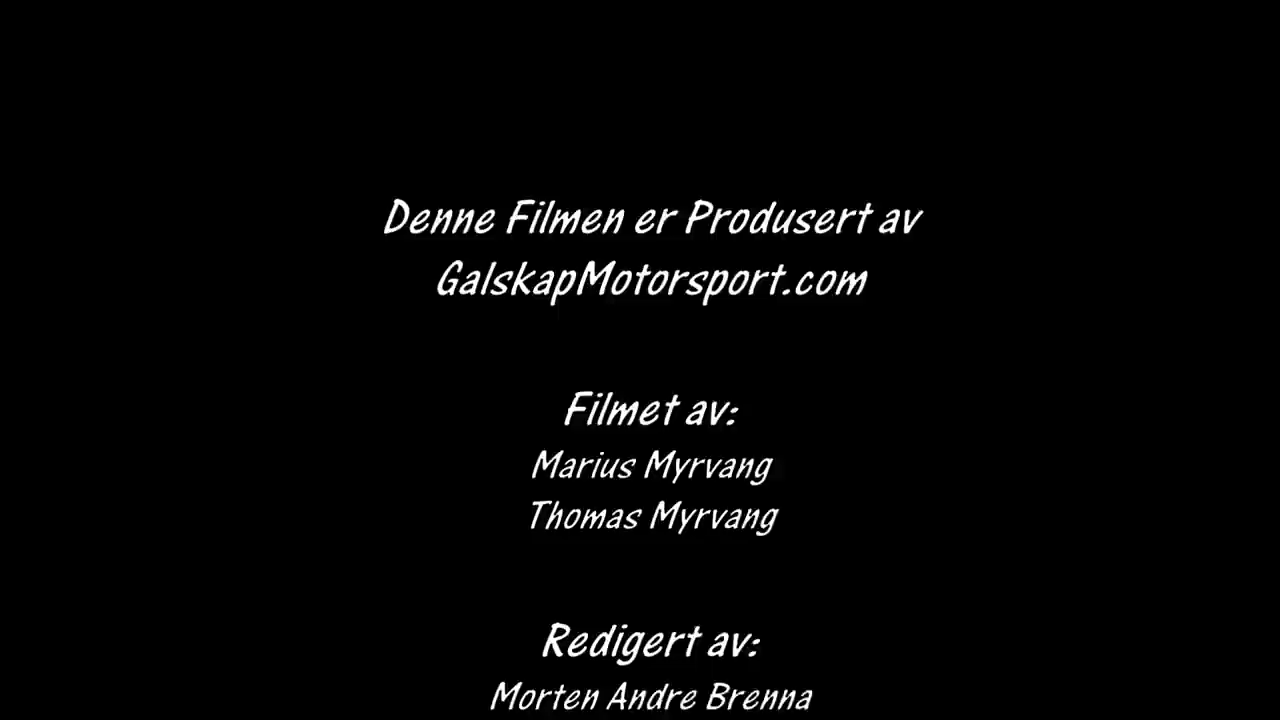 Denne Filmen er Produsert av
GalskapMotorsport.com
Filmet av:
Marius Myrvang
Thomas Myrvang
Redigert av:
Morten Andre Brenna